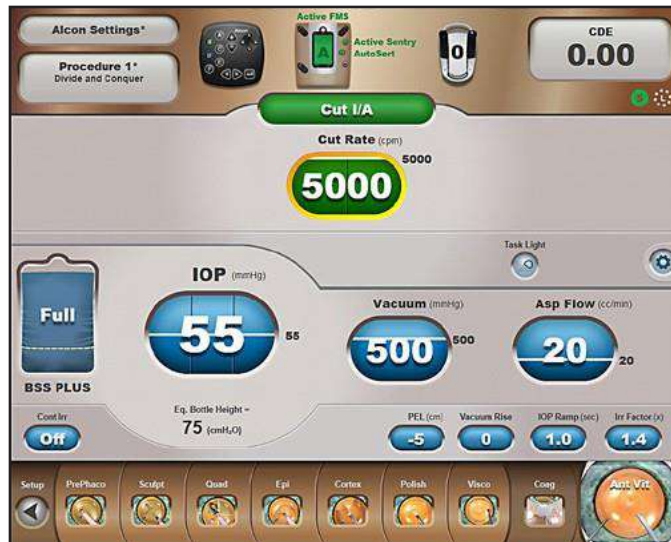 Alcon Settings*
Procedure 1*
Divide and Conquer
Active FMS
A
Active Sentry
AutoSert
0
CDE
0.00
Cut I/A
Cut Rate (cpm)
5000
5000
Task Light
Full
BSS PLUS
IOP (mmHg)
55
55
Eq. Bottle Height =
75 (cmH₂O)
Vacuum (mmHg)
500
500
Asp Flow (cc/min)
20
20
Cont Irr
Off
PEL (cm)
-5
Vacuum Rise
0
IOP Ramp (sec)
1.0
Irr Factor (x)
1.4
Setup
PrePhaco
Sculpt
Quad
Epi
Cortex
Polish
Visco
Coag
Ant Vit